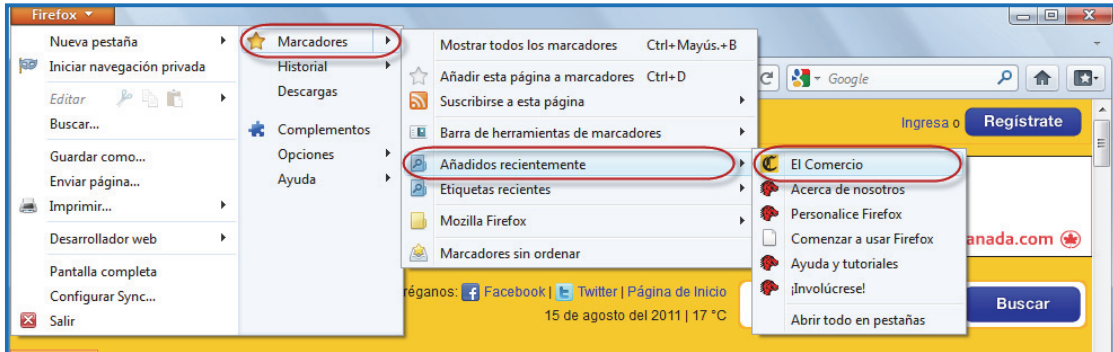 Firefox
Nueva pestaña
Iniciar navegación privada
Editar
Buscar...
Guardar como...
Enviar página...
Imprimir...
Desarrollador web
Pantalla completa
Configurar Sync...
Salir
Marcadores
Historial
Descargas
Complementos
Opciones
Ayuda
Mostrar todos los marcadores Ctrl+Mayús.+B
Añadir esta página a marcadores Ctrl+D
Suscribirse a esta página
Barra de herramientas de marcadores
Añadidos recientemente
Etiquetas recientes
Mozilla Firefox
Marcadores sin ordenar
El Comercio
Acerca de nosotros
Personalice Firefox
Comenzar a usar Firefox
Ayuda y tutoriales
¡Involúcrese!
Abrir todo en pestañas
Google
Ingresa o Regístrate
anada.com
réganos: Facebook | Twitter | Página de Inicio
15 de agosto del 2011 | 17 °C
Buscar